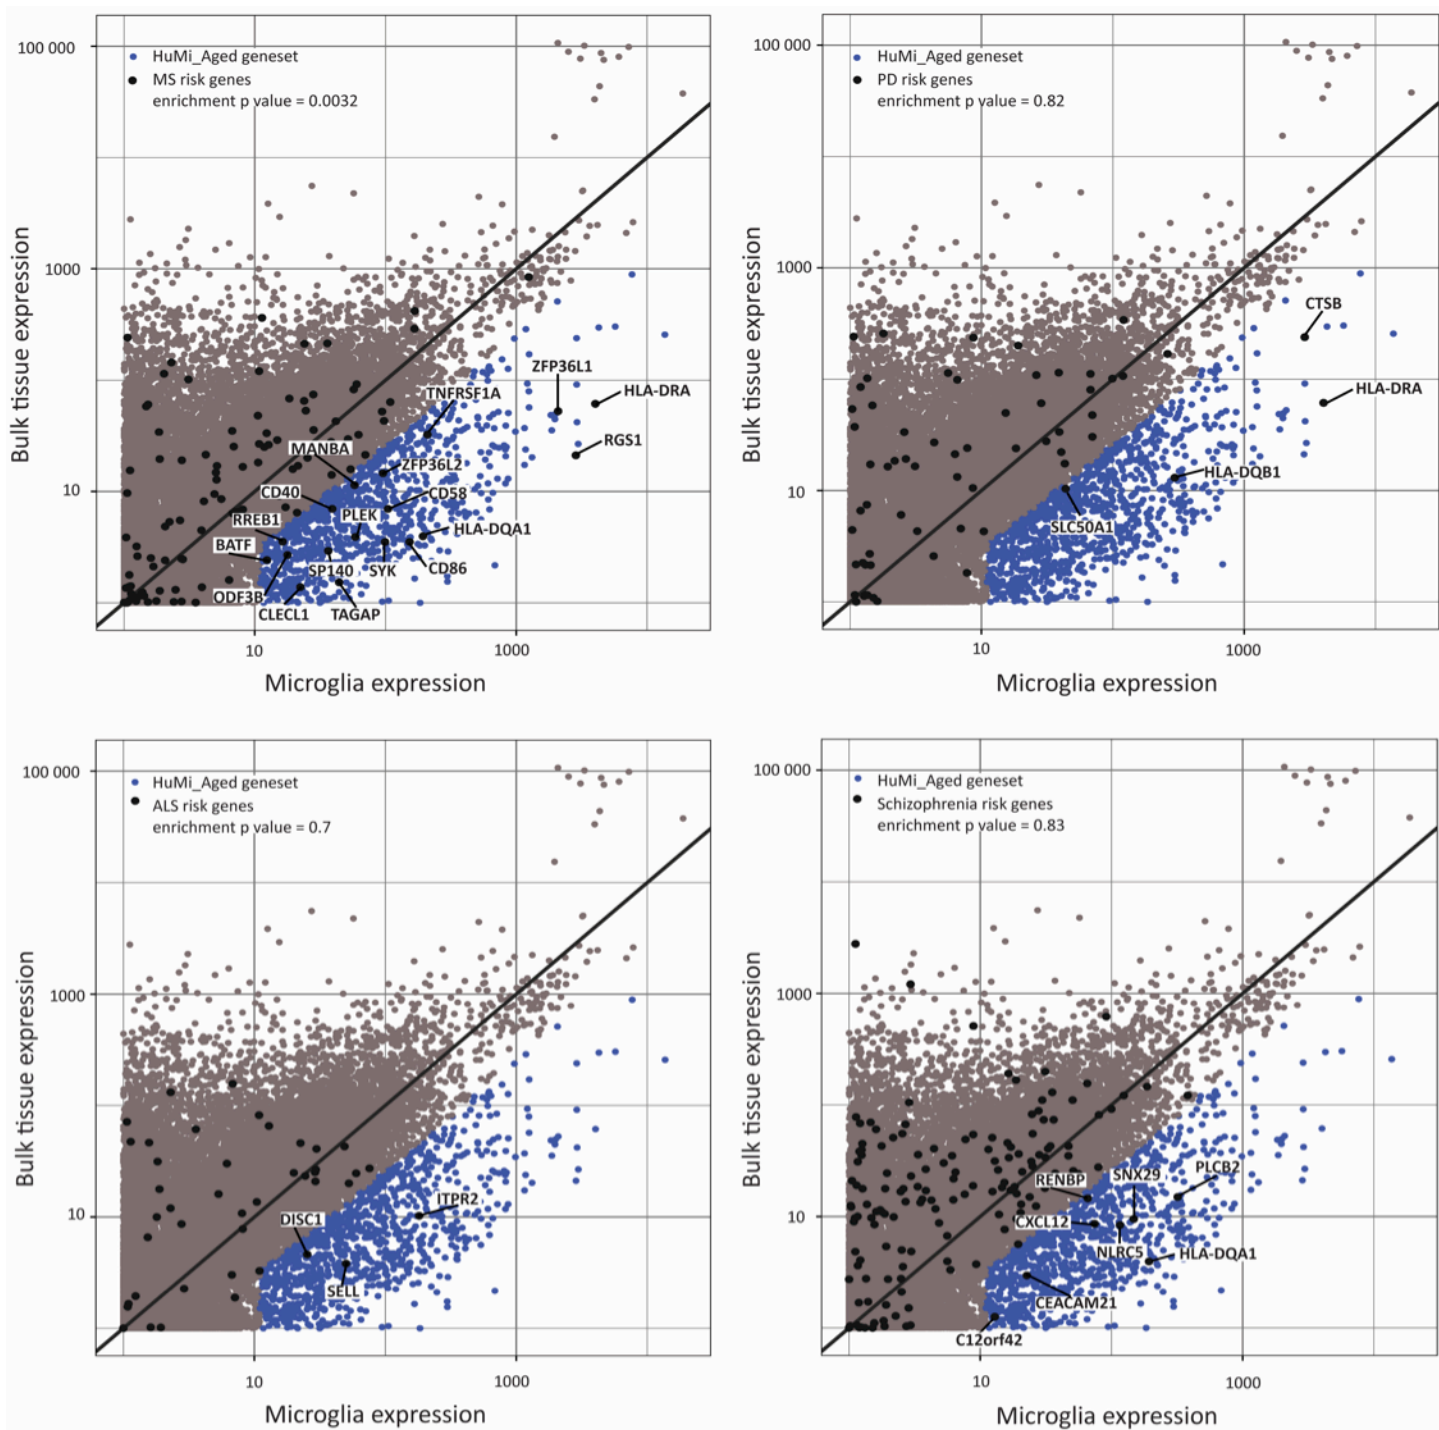 100 000
HuMi_Aged geneset
MS risk genes
enrichment p value = 0.0032
1000
10
Bulk tissue expression
ZFP36L1
HLA-DRA
TNFRSF1A
RGS1
MANBA
ZFP36L2
CD40
CD58
PLEK
RREB1
HLA-DQA1
BATF
SP140
SYK
CD86
ODF3B
CLECL1
TAGAP
10
1000
Microglia expression
100 000
HuMi_Aged geneset
PD risk genes
enrichment p value = 0.82
1000
10
Bulk tissue expression
CTSB
HLA-DRA
HLA-DQB1
SLC50A1
10
1000
Microglia expression
100 000
HuMi_Aged geneset
ALS risk genes
enrichment p value = 0.7
1000
10
Bulk tissue expression
ITPR2
DISC1
SELL
10
1000
Microglia expression
100 000
HuMi_Aged geneset
Schizophrenia risk genes
enrichment p value = 0.83
1000
10
Bulk tissue expression
PLCB2
SNX29
RENBP
CXCL12
NLRC5
HLA-DQA1
CEACAM21
C12orf42
10
1000
Microglia expression